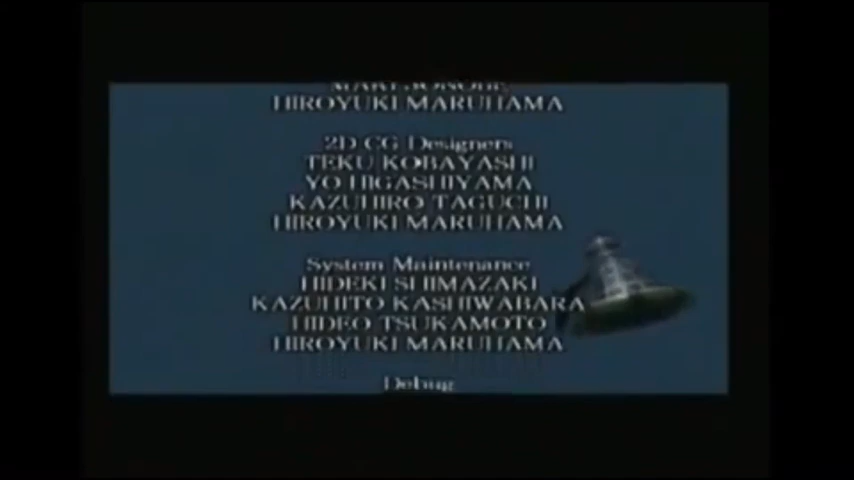 HIROYUKI MARUHAMA
2D CG Designers
TEKU KOBAYASHI
YO HIGASHIYAMA
KAZUHIRO TAGUCHI
HIROYUKI MARUHAMA
System Maintenance
HIDEKI SHIMAZAKI
KAZUHITO KASHIWABARA
HIDEO TSUKAMOTO
HIROYUKI MARUHAMA
Debug